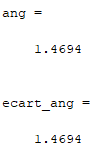 ang =
1.4694
ecart_ang =
1.4694